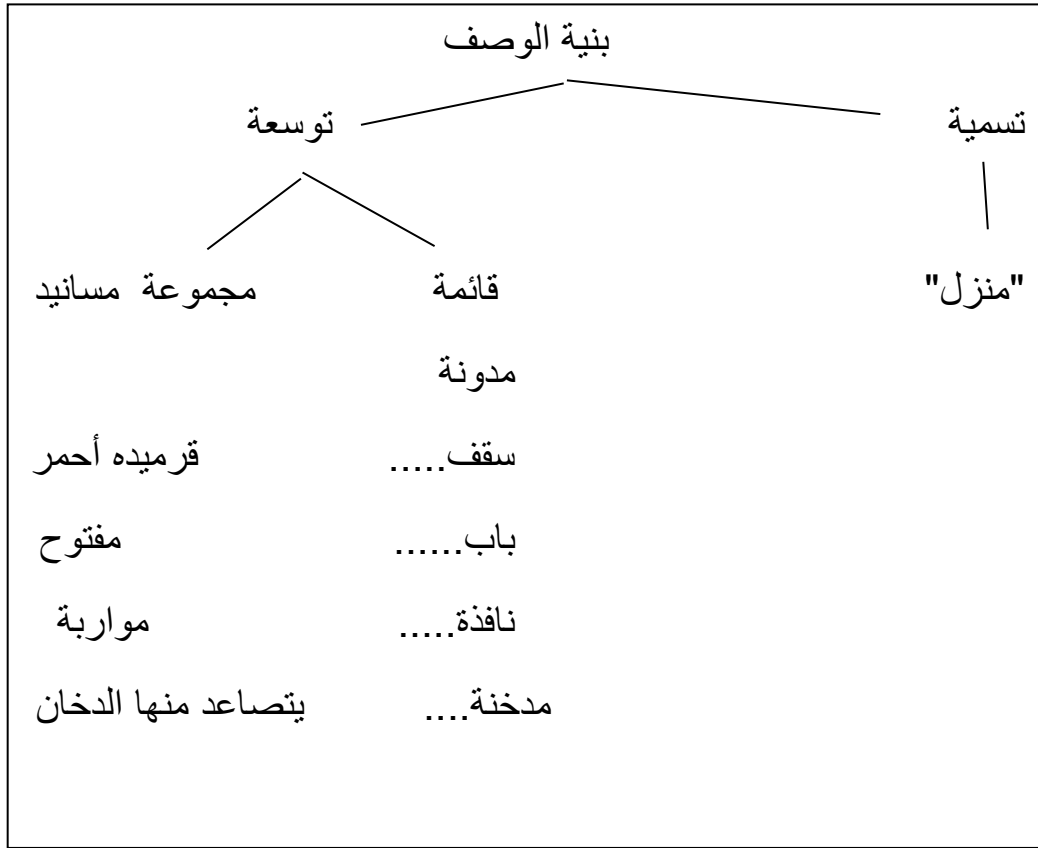 بنية الوصف
تسمية توسعة
"منزل" قائمة مجموعة مسانيد
مدونة
سقف..... قرميده أحمر
باب...... مفتوح
نافذة..... مواربة
مدخنة.... يتصاعد منها الدخان